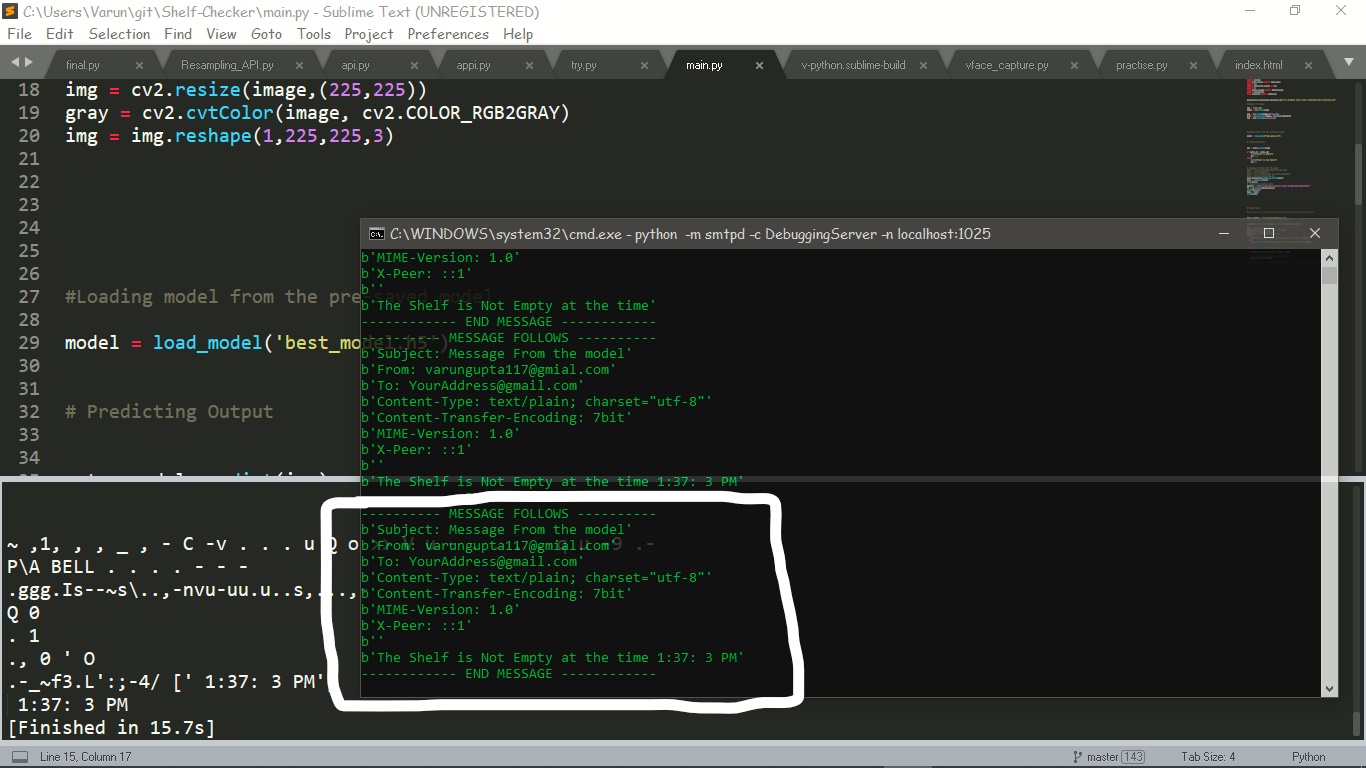 C:\Users\Varun\git\Shelf-Checker\main.py - Sublime Text (UNREGISTERED)
File Edit Selection Find View Goto Tools Project Preferences Help
final.py Resampling_API.py api.py appi.py try.py main.py v-python.sublime-build vface_capture.py practise.py index.html
18 img = cv2.resize(image,(225,225))
19 gray = cv2.cvtColor(image, cv2.COLOR_RGB2GRAY)
20 img = img.reshape(1,225,225,3)
21
22
23
24
25
26
27 #Loading model from the pre-saved model
28
29 model = load_model('best_model.h5')
30
31
32 # Predicting Output
33
34
C:\WINDOWS\system32\cmd.exe - python -m smtpd -c DebuggingServer -n localhost:1025
b'MIME-Version: 1.0'
b'X-Peer: ::1'
b''
b'The Shelf is Not Empty at the time'
------------ END MESSAGE ------------
MESSAGE FOLLOWS ----------
b'Subject: Message From the model'
b'From: varungupta117@gmial.com'
b'To: YourAddress@gmail.com'
b'Content-Type: text/plain; charset="utf-8"'
b'Content-Transfer-Encoding: 7bit'
b'MIME-Version: 1.0'
b'X-Peer: ::1'
b''
b'The Shelf is Not Empty at the time 1:37: 3 PM'
---------- MESSAGE FOLLOWS ----------
b'Subject: Message From the model'
b'From: varungupta117@gmial.com'
b'To: YourAddress@gmail.com'
b'Content-Type: text/plain; charset="utf-8"'
b'Content-Transfer-Encoding: 7bit'
b'MIME-Version: 1.0'
b'X-Peer: ::1'
b''
b'The Shelf is Not Empty at the time 1:37: 3 PM'
------------ END MESSAGE ------------
~ ,1, , , _ , - C -v . . . u Q o
P\A BELL . . . . - - -
.ggg.Is--~s\..,-nvu-uu.u..s,..,,
Q 0
. 1
., 0 ' O
.-_~f3.L':;-4/ [' 1:37: 3 PM'
1:37: 3 PM
[Finished in 15.7s]
Line 15, Column 17 master 143 Tab Size: 4 Python